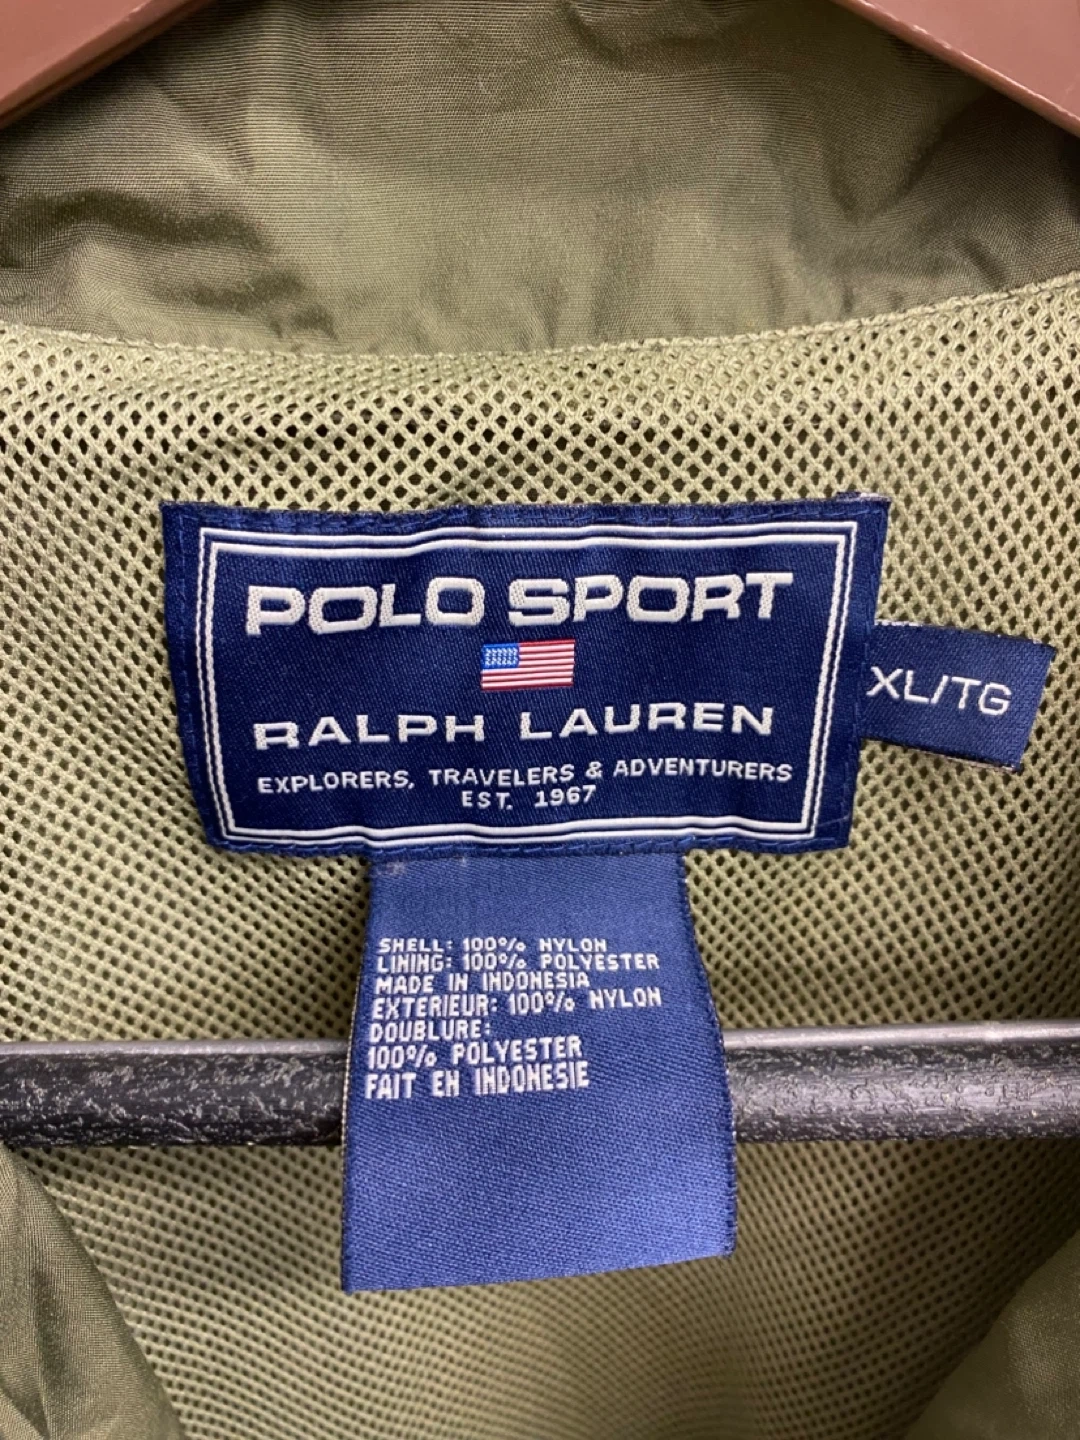 POLO SPORT
RALPH LAUREN
EXPLORERS, TRAVELERS & ADVENTURERS
EST. 1967
XL/TG
SHELL: 100% NYLON
LINING: 100% POLYESTER
MADE IN INDONESIA
EXTERIEUR: 100% NYLON
DOUBLURE:
100% POLYESTER
FAIT EN INDONESIE